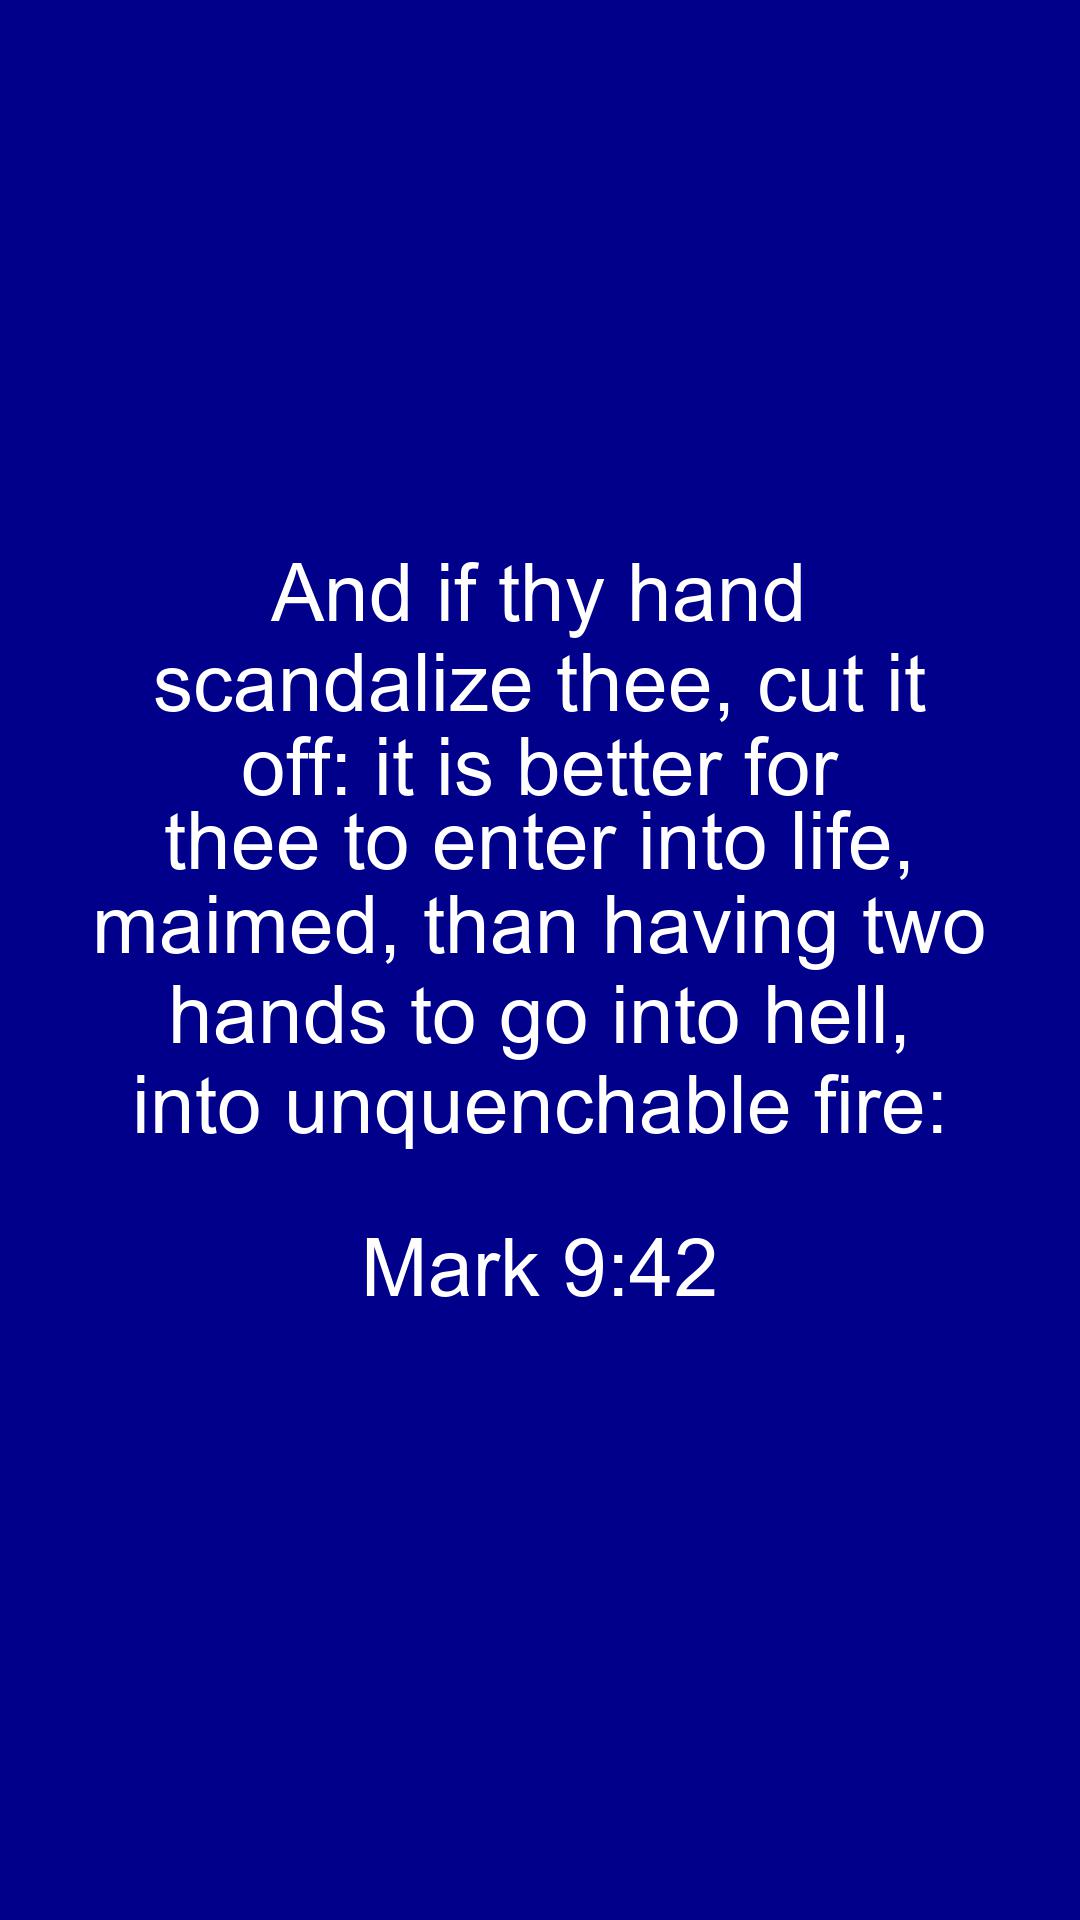 And if thy hand
scandalize thee, cut it
off: it is better for
thee to enter into life,
maimed, than having two
hands to go into hell,
into unquenchable fire:
Mark 9:42